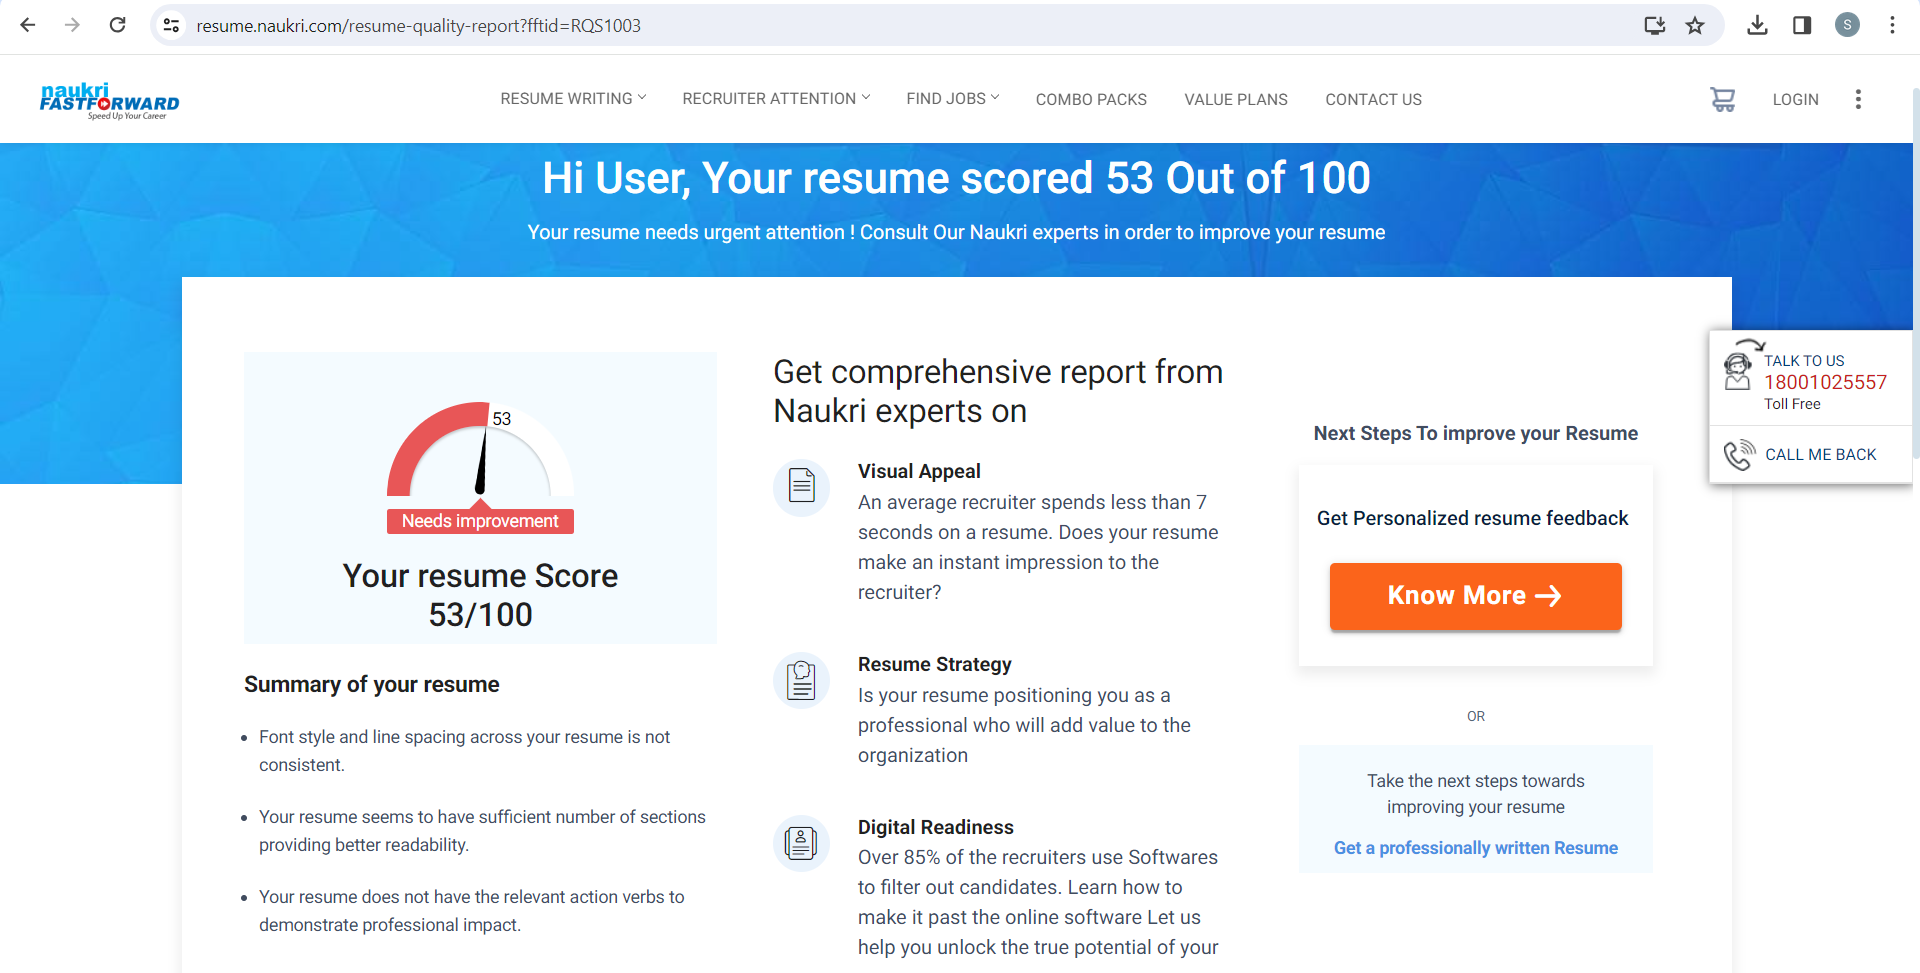 resume.naukri.com/resume-quality-report?fftid=RQS1003
S
naukri
FASTFORWARD
Speed Up Your Career
RESUME WRITING
RECRUITER ATTENTION
FIND JOBS
COMBO PACKS
VALUE PLANS
CONTACT US
LOGIN
Hi User, Your resume scored 53 Out of 100
Your resume needs urgent attention ! Consult Our Naukri experts in order to improve your resume
TALK TO US
18001025557
Toll Free
CALL ME BACK
53
Needs improvement
Your resume Score
53/100
Summary of your resume
Font style and line spacing across your resume is not
consistent.
Your resume seems to have sufficient number of sections
providing better readability.
Your resume does not have the relevant action verbs to
demonstrate professional impact.
Get comprehensive report from
Naukri experts on
Visual Appeal
An average recruiter spends less than 7
seconds on a resume. Does your resume
make an instant impression to the
recruiter?
Resume Strategy
Is your resume positioning you as a
professional who will add value to the
organization
Digital Readiness
Over 85% of the recruiters use Softwares
to filter out candidates. Learn how to
make it past the online software Let us
help you unlock the true potential of your
Next Steps To improve your Resume
Get Personalized resume feedback
Know More
OR
Take the next steps towards
improving your resume
Get a professionally written Resume